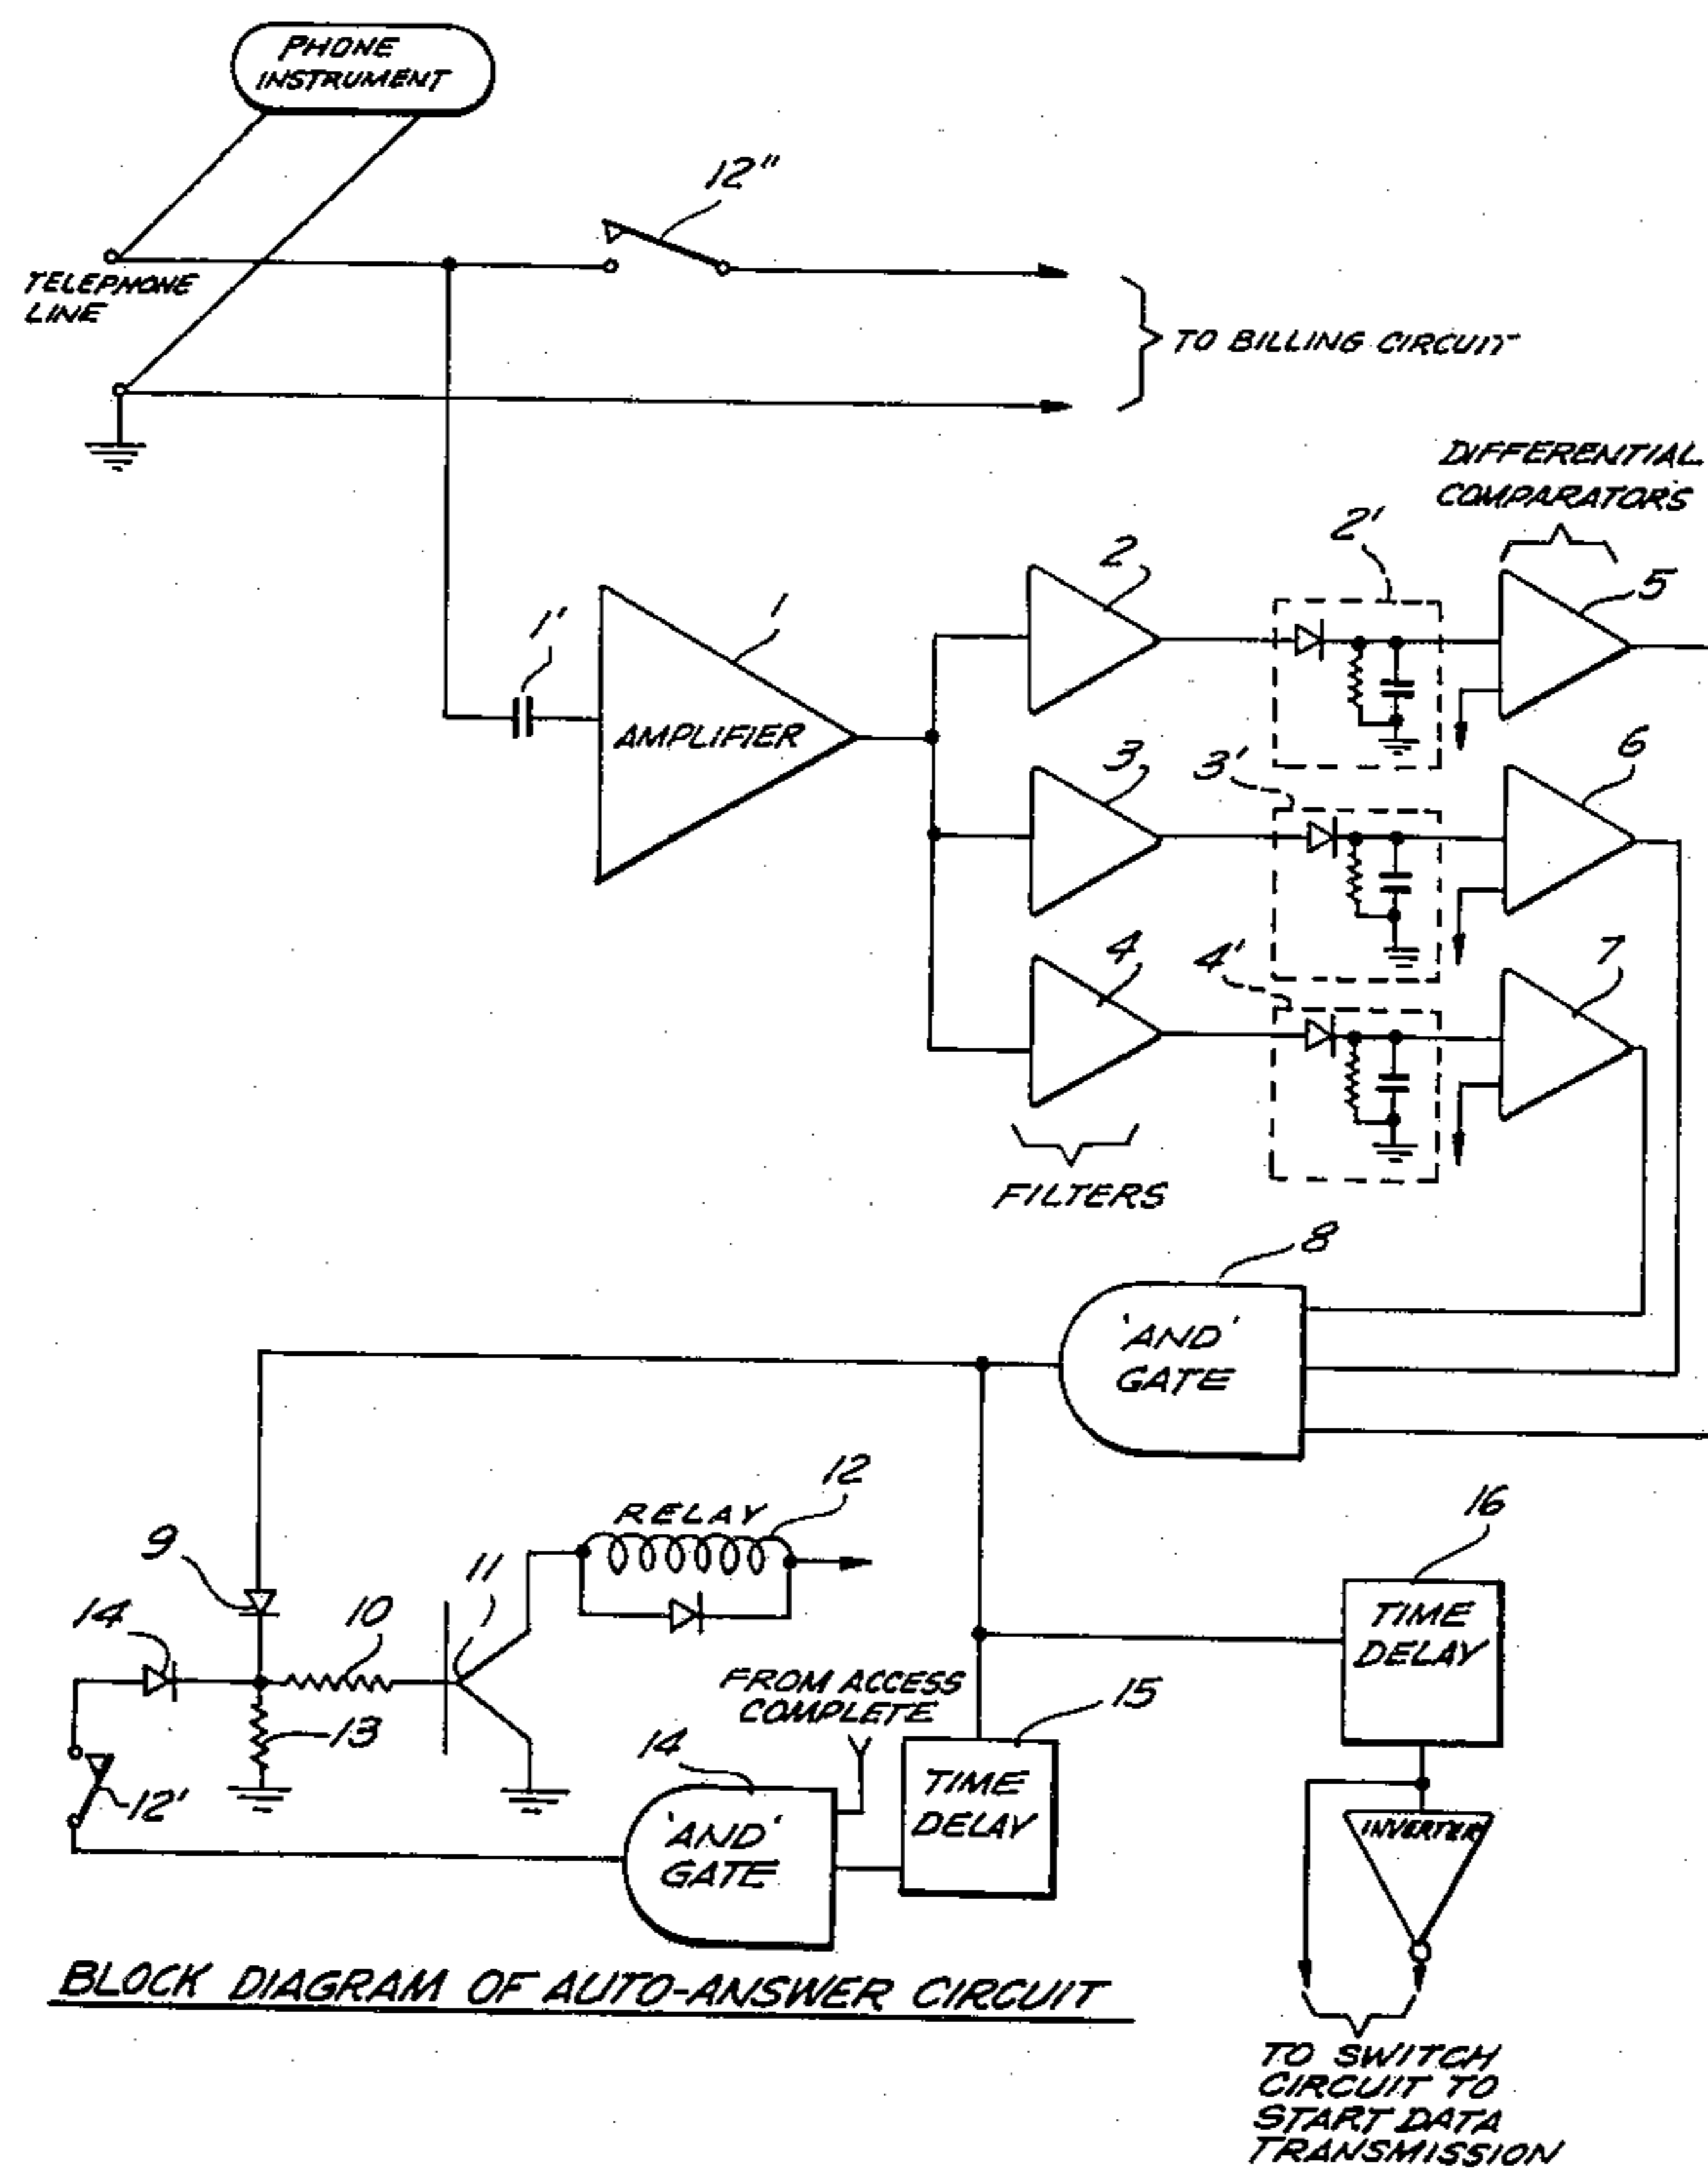 PHONE
INSTRUMENT
12"
TELEPHONE
LINE
TO BILLING CIRCUIT
DIFFERENTIAL
COMPARATORS
2'
2
5
1'
1
AMPLIFIER
3
3'
6
4
4'
7
FILTERS
8
'AND'
GATE
12
RELAY
16
9
11
14
10
TIME
DELAY
FROM ACCESS
COMPLETE
15
13
14
12'
TIME
DELAY
'AND'
GATE
INVERTER
BLOCK DIAGRAM OF AUTO-ANSWER CIRCUIT
TO SWITCH
CIRCUIT TO
START DATA
TRANSMISSION